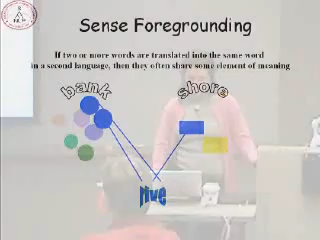 Sense Foregrounding
If two or more words are translated into the same word
in a second language, then they often share some element of meaning
bank shore
rive